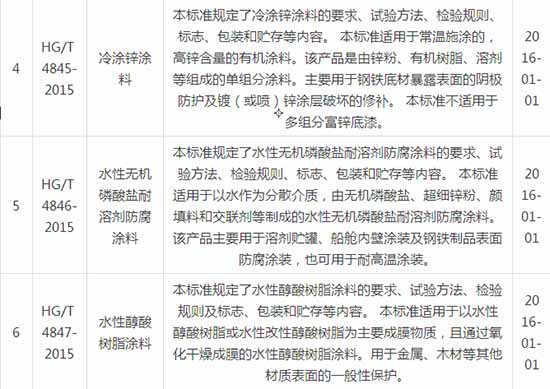 4
HG/T
4845-
2015
冷涂锌涂
料
本标准规定了冷涂锌涂料的要求、试验方法、检验规则、
标志、包装和贮存等内容。 本标准适用于常温施涂的，
高锌含量的有机涂料。该产品是由锌粉、有机树脂、溶剂
等组成的单组分涂料。主要用于钢铁底材暴露表面的阴极
防护及镀（或喷）锌涂层破坏的修补。 本标准不适用于
多组分富锌底漆。
20
16-
01-
01
5
HG/T
4846-
2015
水性无机
磷酸盐耐
溶剂防腐
涂料
本标准规定了水性无机磷酸盐耐溶剂防腐涂料的要求、试
验方法、检验规则、标志、包装和贮存等内容。 本标准
适用于以水作为分散介质，由无机磷酸盐、超细锌粉、颜
填料和交联剂等制成的水性无机磷酸盐耐溶剂防腐涂料。
该产品主要用于溶剂贮罐、船舱内壁涂装及钢铁制品表面
防腐涂装，也可用于耐高温涂装。
20
16-
01-
01
6
HG/T
4847-
2015
水性醇酸
树脂涂料
本标准规定了水性醇酸树脂涂料的要求、试验方法、检验
规则及标志、包装和贮存等内容。 本标准适用于以水性
醇酸树脂或水性改性醇酸树脂为主要成膜物质，且通过氧
化干燥成膜的水性醇酸树脂涂料。用于金属、木材等其他
材质表面的一般性保护。
20
16-
01-
01